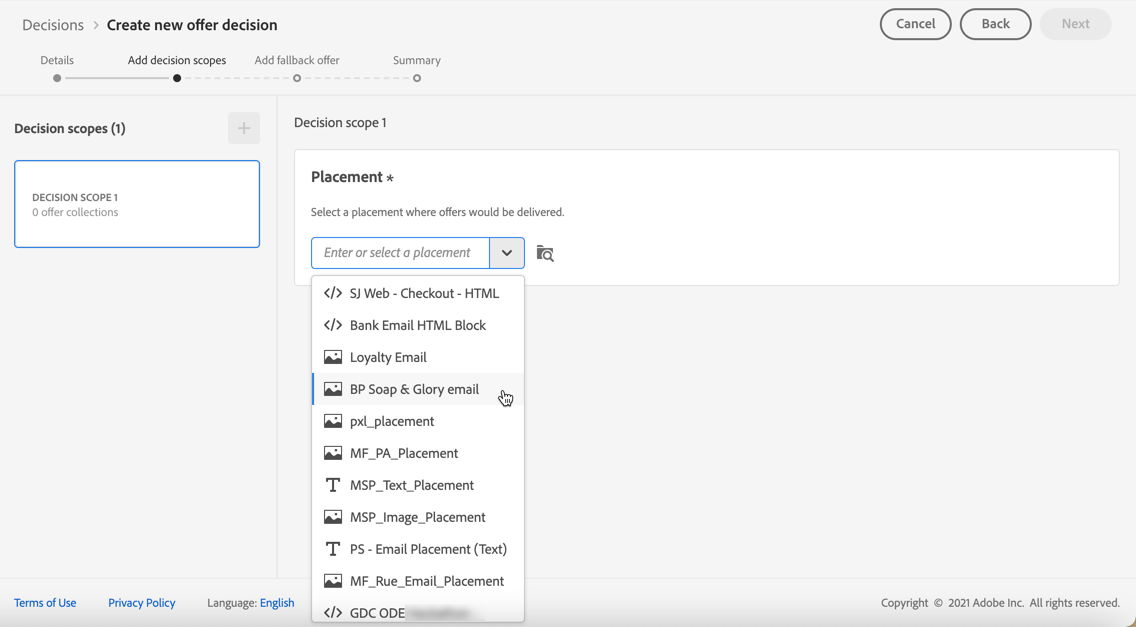 Decisions > Create new offer decision
Cancel
Back
Next
Details
Add decision scopes
Add fallback offer
Summary
Decision scopes (1)
+
DECISION SCOPE 1
0 offer collections
Decision scope 1
Placement *
Select a placement where offers would be delivered.
Enter or select a placement
</> SJ Web - Checkout - HTML
</> Bank Email HTML Block
Loyalty Email
BP Soap & Glory email
pxl_placement
MF_PA_Placement
T MSP_Text_Placement
MSP_Image_Placement
T PS - Email Placement (Text)
MF_Rue_Email_Placement
</> GDC ODE
Terms of Use
Privacy Policy
Language: English
Copyright © 2021 Adobe Inc. All rights reserved.